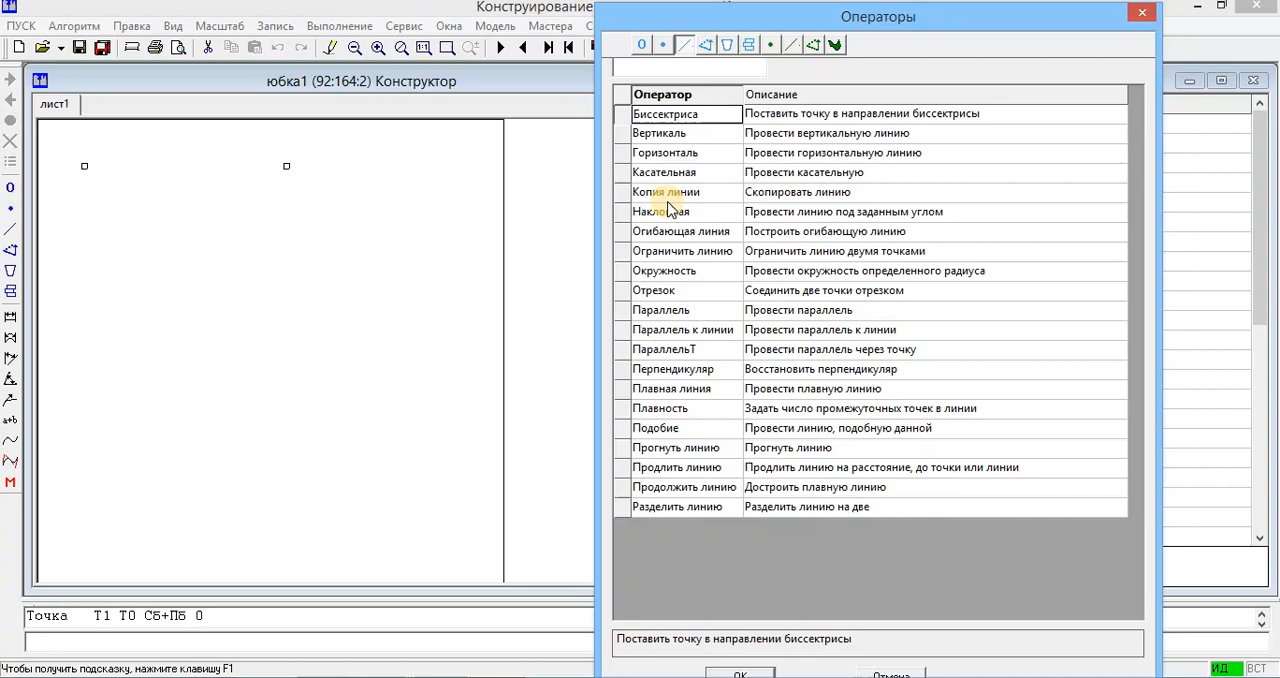 Конструирование
Операторы
ПУСК Алгоритм Правка Вид Масштаб Запись Выполнение Сервис Окна Модель Мастера
юбка1 (92:164:2) Конструктор
лист1
Оператор Описание
Биссектриса Поставить точку в направлении биссектрисы
Вертикаль Провести вертикальную линию
Горизонталь Провести горизонтальную линию
Касательная Провести касательную
Копия линии Скопировать линию
Наклонная Провести линию под заданным углом
Огибающая линия Построить огибающую линию
Ограничить линию Ограничить линию двумя точками
Окружность Провести окружность определенного радиуса
Отрезок Соединить две точки отрезком
Параллель Провести параллель
Параллель к линии Провести параллель к линии
ПараллельТ Провести параллель через точку
Перпендикуляр Восстановить перпендикуляр
Плавная линия Провести плавную линию
Плавность Задать число промежуточных точек в линии
Подобие Провести линию, подобную данной
Прогнуть линию Прогнуть линию
Продлить линию Продлить линию на расстояние, до точки или линии
Продолжить линию Достроить плавную линию
Разделить линию Разделить линию на две
Точка Т1 Т0 Сб+Пб 0
Поставить точку в направлении биссектрисы
ОК Отмена
Чтобы получить подсказку, нажмите клавишу F1
ИД ВСТ